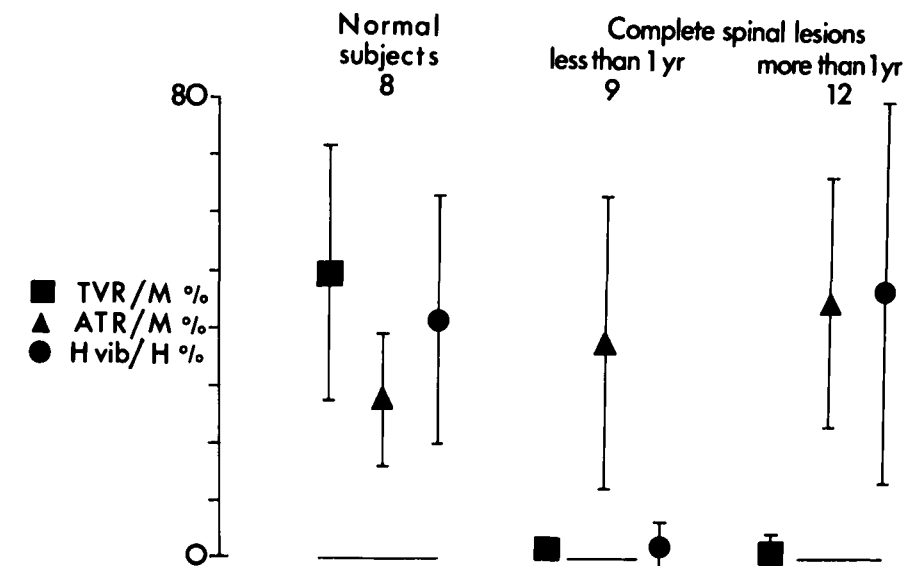 Normal
subjects
8
Complete spinal lesions
less than 1 yr
9
more than 1 yr
12
80
TVR/M %
ATR/M %
H vib/H %
0